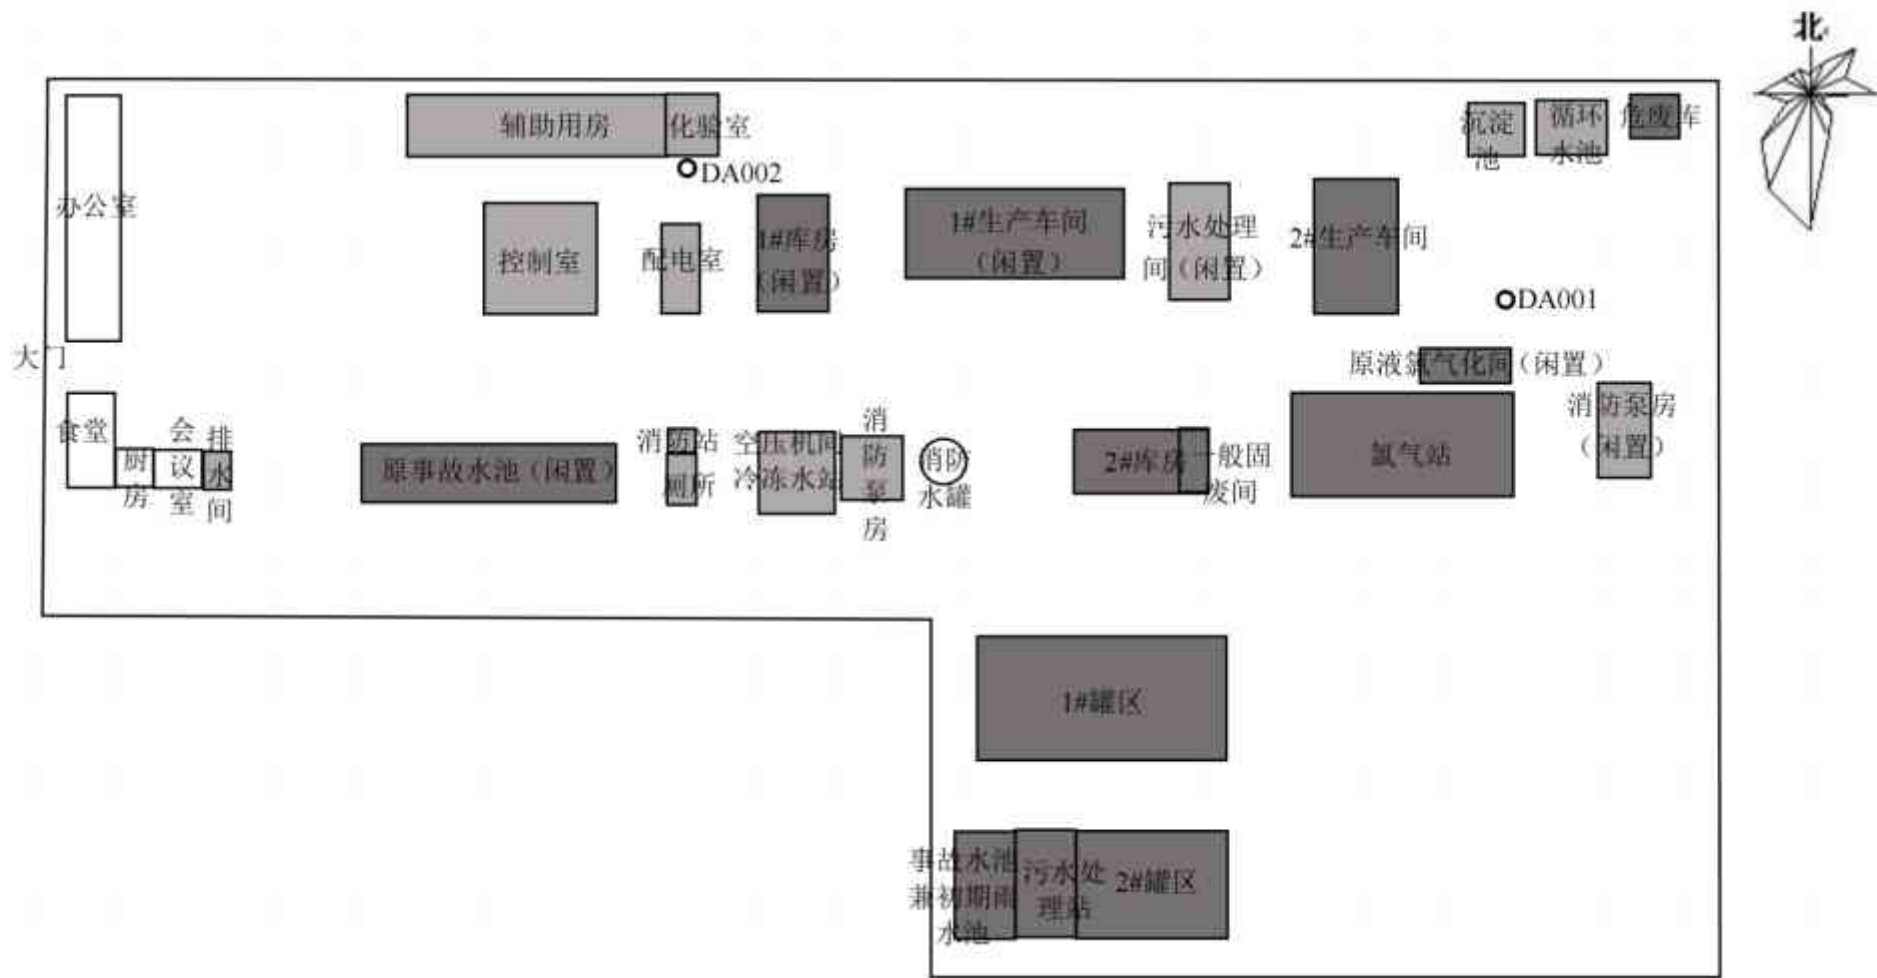 北
辅助用房
化验室
沉淀
池
循环
水池
危废库
DA002
办公室
控制室
配电室
1#库房
（闲置）
1#生产车间
（闲置）
污水处理
间（闲置）
2#生产车间
DA001
大门
原液氯气化间（闲置）
食堂
厨
房
会
议
室
排
水
间
原事故水池（闲置）
消防站
厕所
空压机间
冷冻水站
消
防
泵
房
消防
水罐
2#库房
一般固
废间
氯气站
消防泵房
（闲置）
1#罐区
事故水池
兼初期雨
水池
污水处
理站
2#罐区